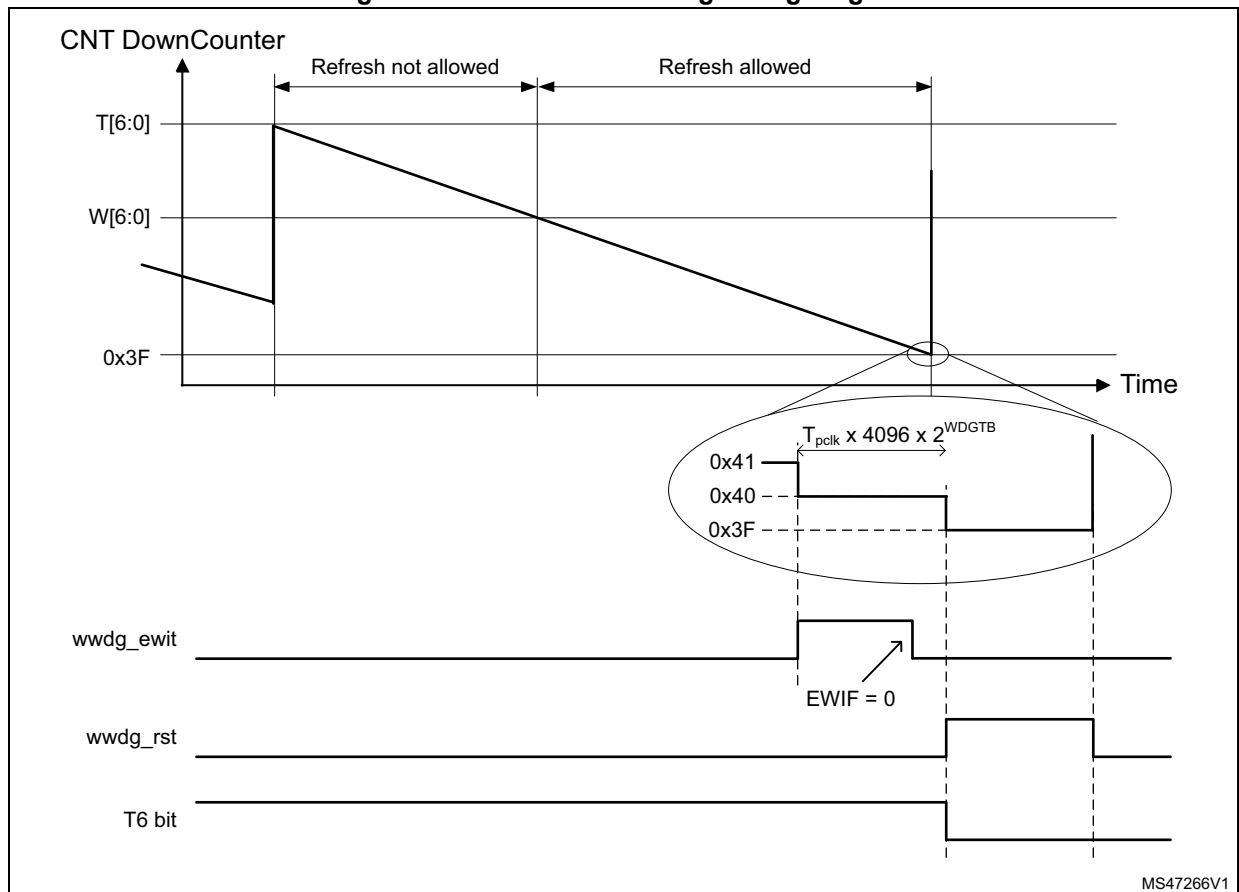 CNT DownCounter
Refresh not allowed
Refresh allowed
T[6:0]
W[6:0]
0x3F
Time
Tpclk x 4096 x 2WDGTB
0x41
0x40
0x3F
wwdg_ewit
EWIF = 0
wwdg_rst
T6 bit
MS47266V1